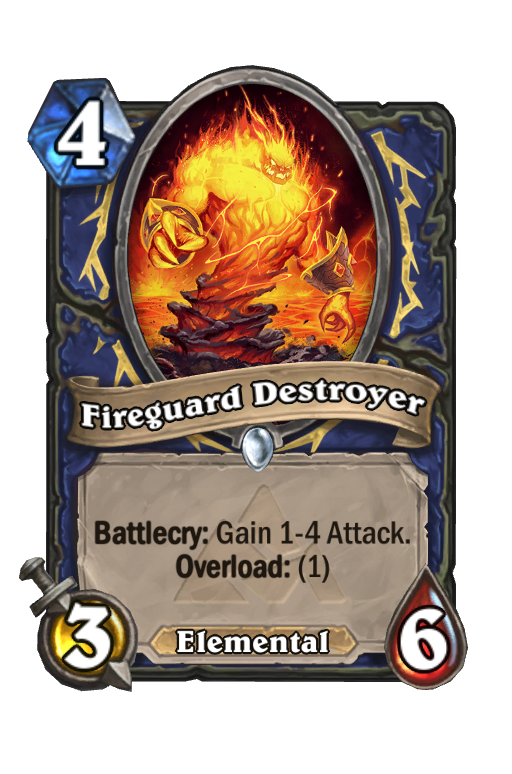 4
Fireguard Destroyer
Battlecry: Gain 1-4 Attack.
Overload: (1)
3
Elemental
6